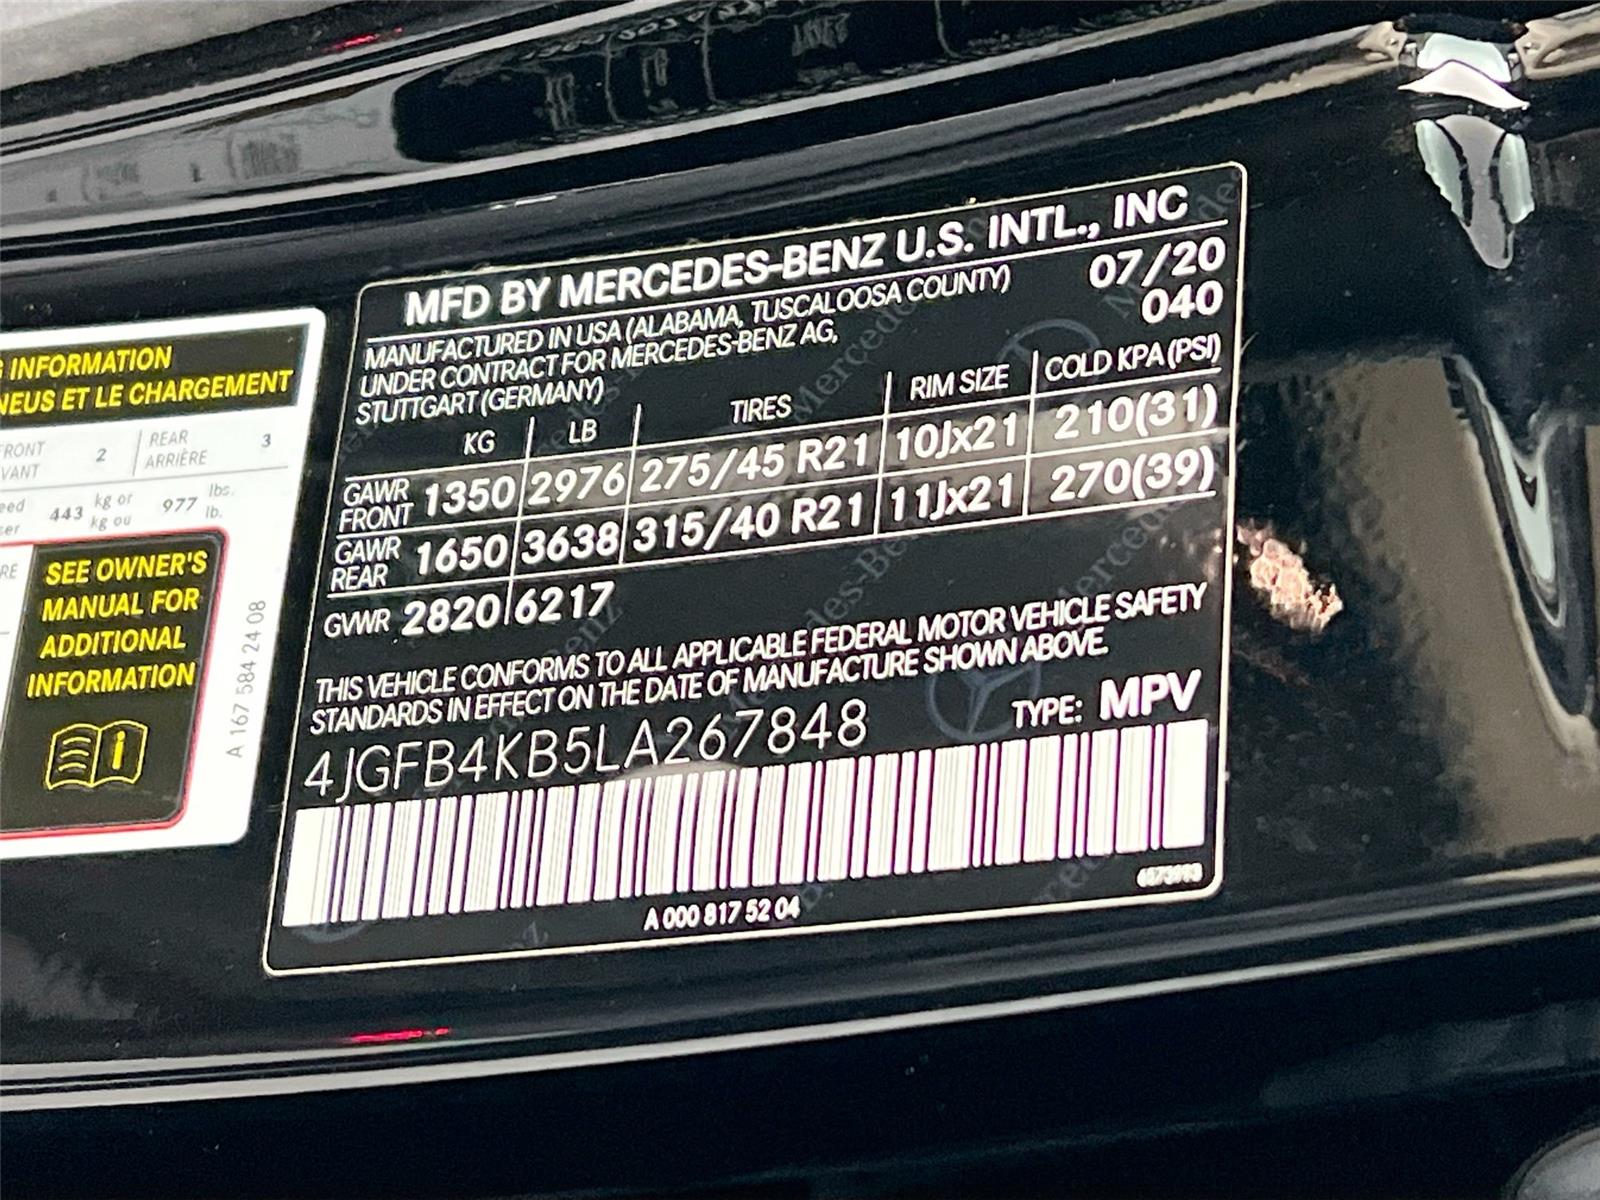 INFORMATION
NEUS ET LE CHARGEMENT
FRONT 2 REAR 3
VANT ARRIÈRE
443 kg or 977 lbs.
kg ou lb.
SEE OWNER'S
MANUAL FOR
ADDITIONAL
INFORMATION
i
A 167 584 24 08
MFD BY MERCEDES-BENZ U.S. INTL., INC
MANUFACTURED IN USA (ALABAMA, TUSCALOOSA COUNTY) 07/20
UNDER CONTRACT FOR MERCEDES-BENZ AG, 040
STUTTGART (GERMANY)
KG LB TIRES RIM SIZE COLD KPA (PSI)
GAWR FRONT 1350 2976 275/45 R21 10Jx21 210(31)
GAWR REAR 1650 3638 315/40 R21 11Jx21 270(39)
GVWR 2820 6217
THIS VEHICLE CONFORMS TO ALL APPLICABLE FEDERAL MOTOR VEHICLE SAFETY
STANDARDS IN EFFECT ON THE DATE OF MANUFACTURE SHOWN ABOVE.
4JGFB4KB5LA267848 TYPE: MPV
A 000 817 52 04